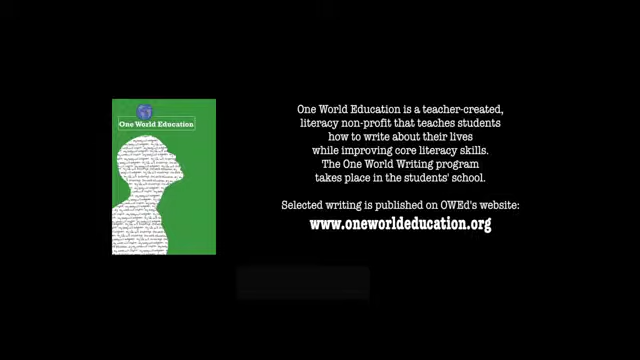 One World Education
One World Education is a teacher-created,
literacy non-profit that teaches students
how to write about their lives
while improving core literacy skills.
The One World Writing program
takes place in the students' school.
Selected writing is published on OWEd's website:
www.oneworldeducation.org